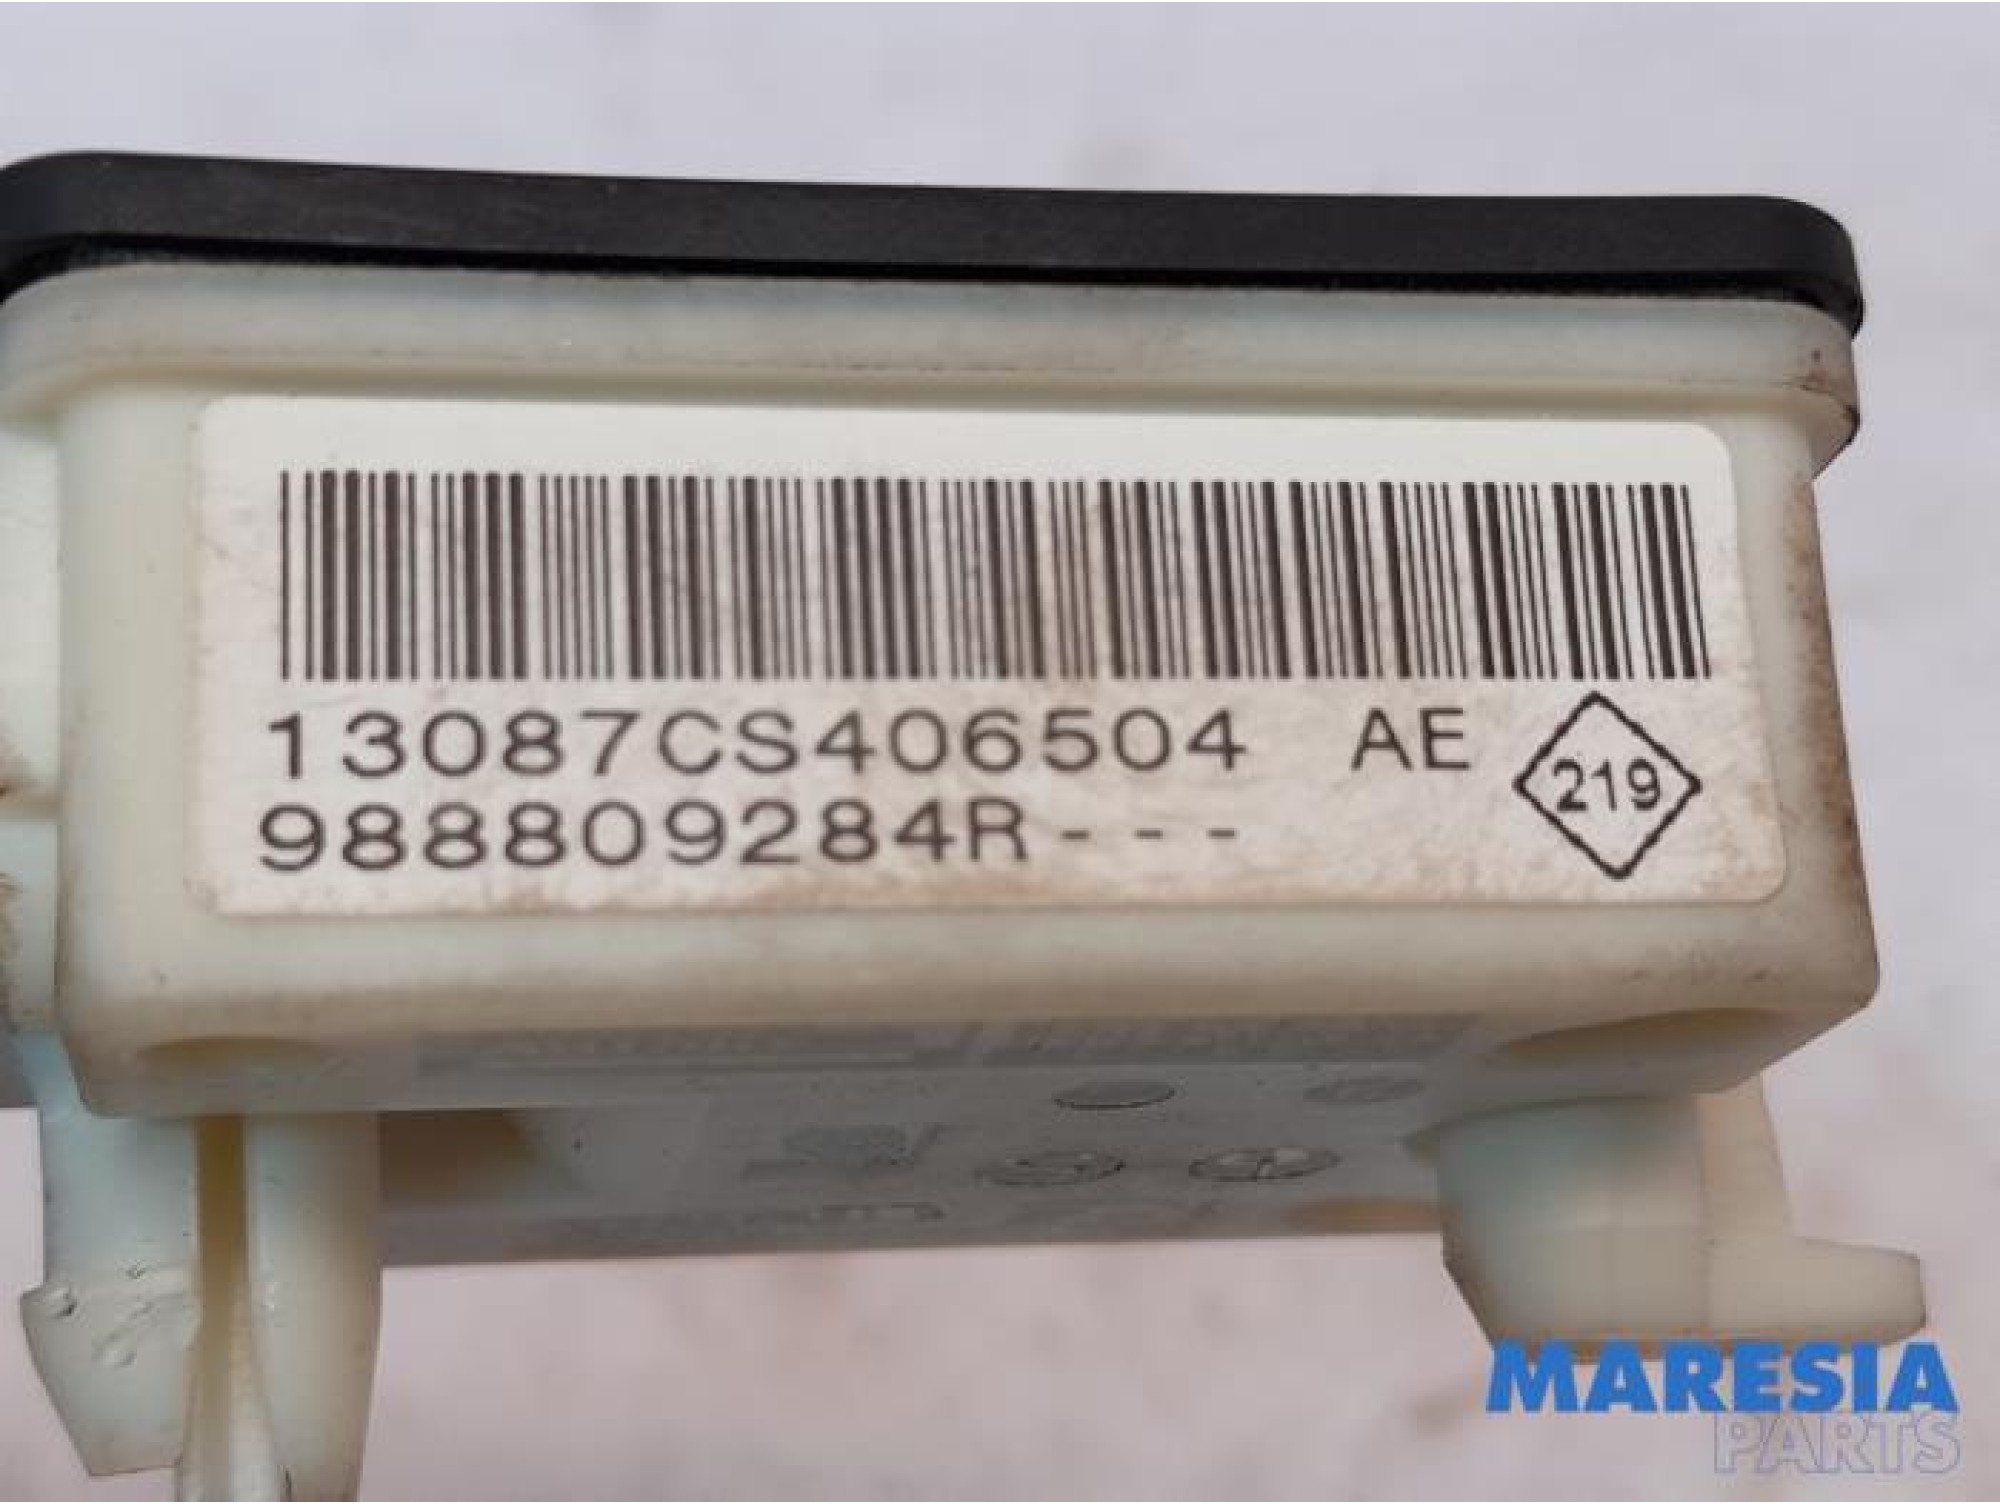 13087CS406504 AE
219
988809284R---
MARESIA
PARTS